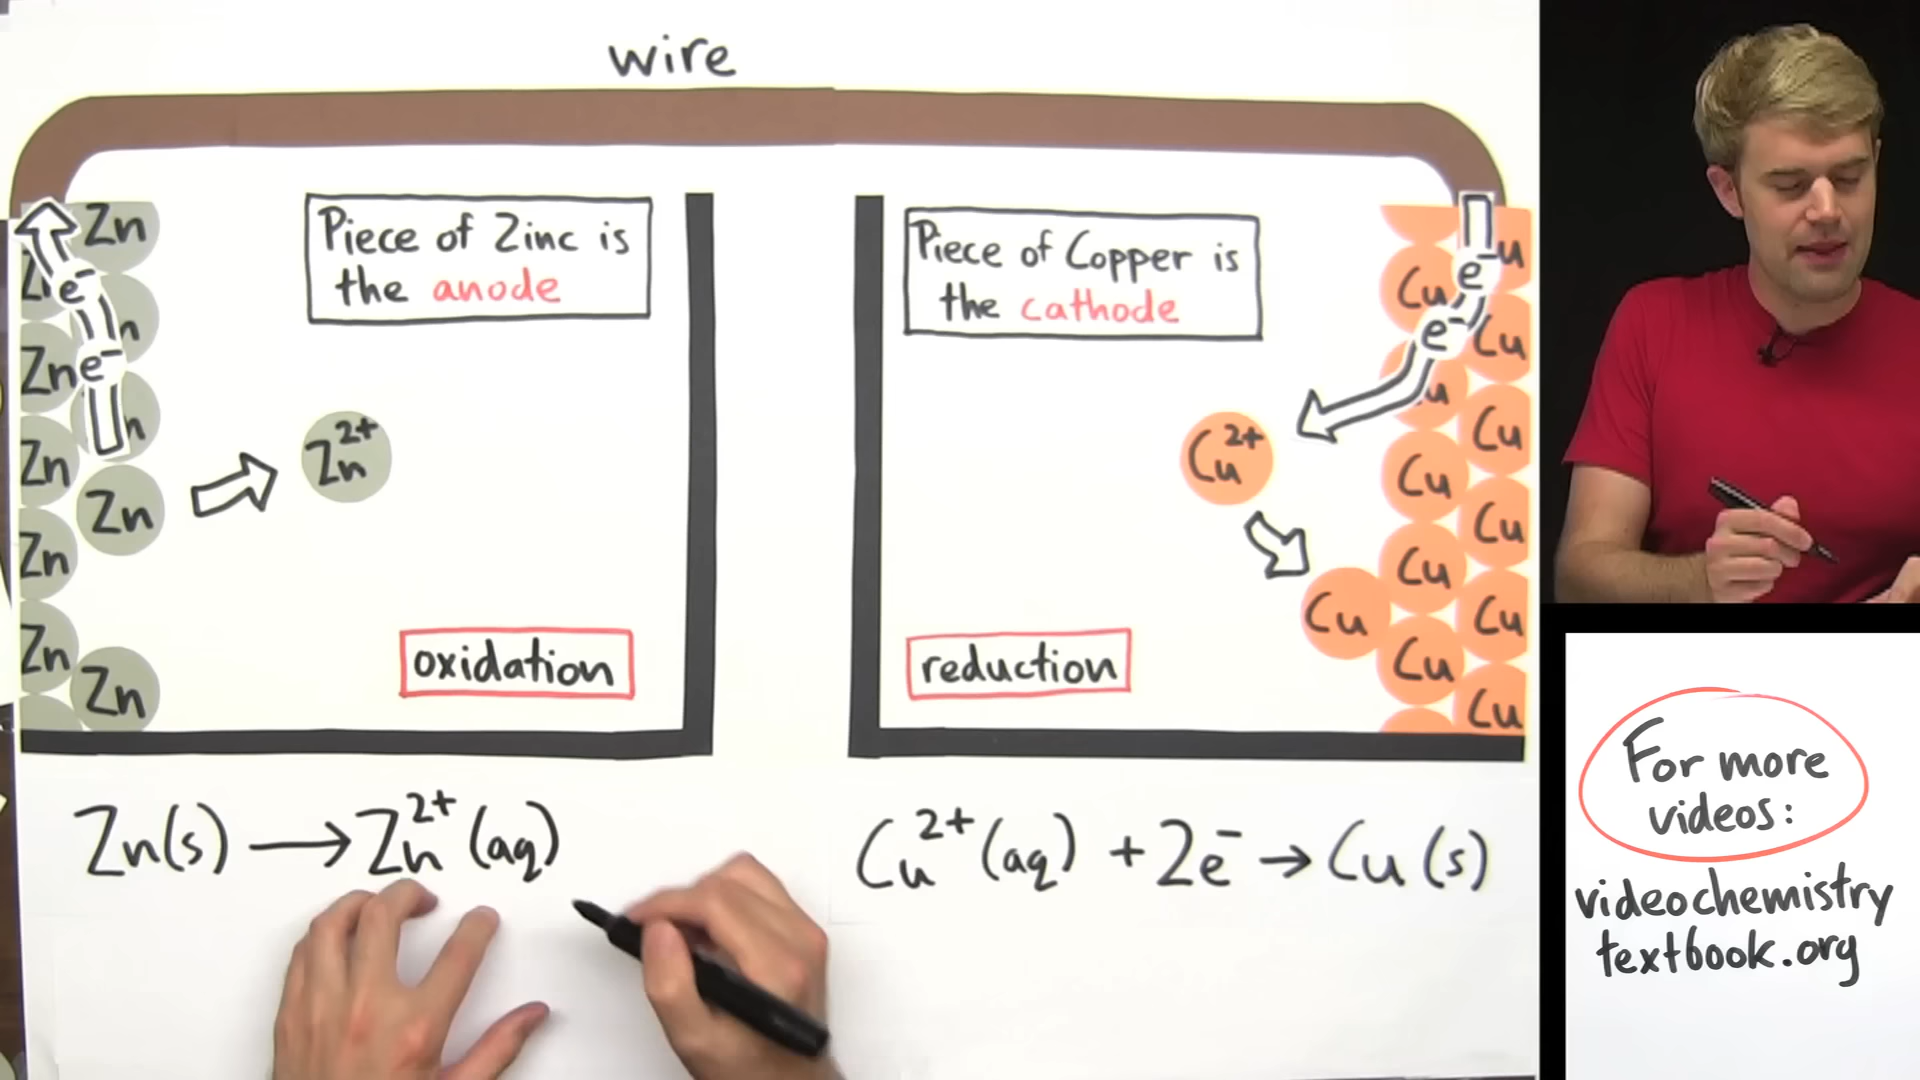 wire
Piece of Zinc is
the anode
Piece of Copper is
the cathode
Zn
Zn
Zn
Zn
Zn
Zn
Zn
Zn
e⁻
e⁻
Zn²⁺
oxidation
e⁻
e⁻
Cu
Cu
Cu
Cu
Cu
Cu
Cu
Cu
Cu
Cu
Cu²⁺
reduction
Zn(s) → Zn²⁺(aq)
Cu²⁺(aq) + 2e⁻ → Cu(s)
For more
videos:
videochemistry
textbook.org